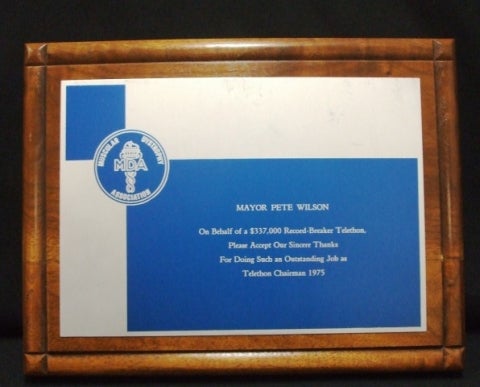 MUSCULAR DYSTROPHY
MDA
ASSOCIATION
MAYOR PETE WILSON
On Behalf of a $337,000 Record-Breaker Telethon,
Please Accept Our Sincere Thanks
For Doing Such an Outstanding Job as
Telethon Chairman 1975